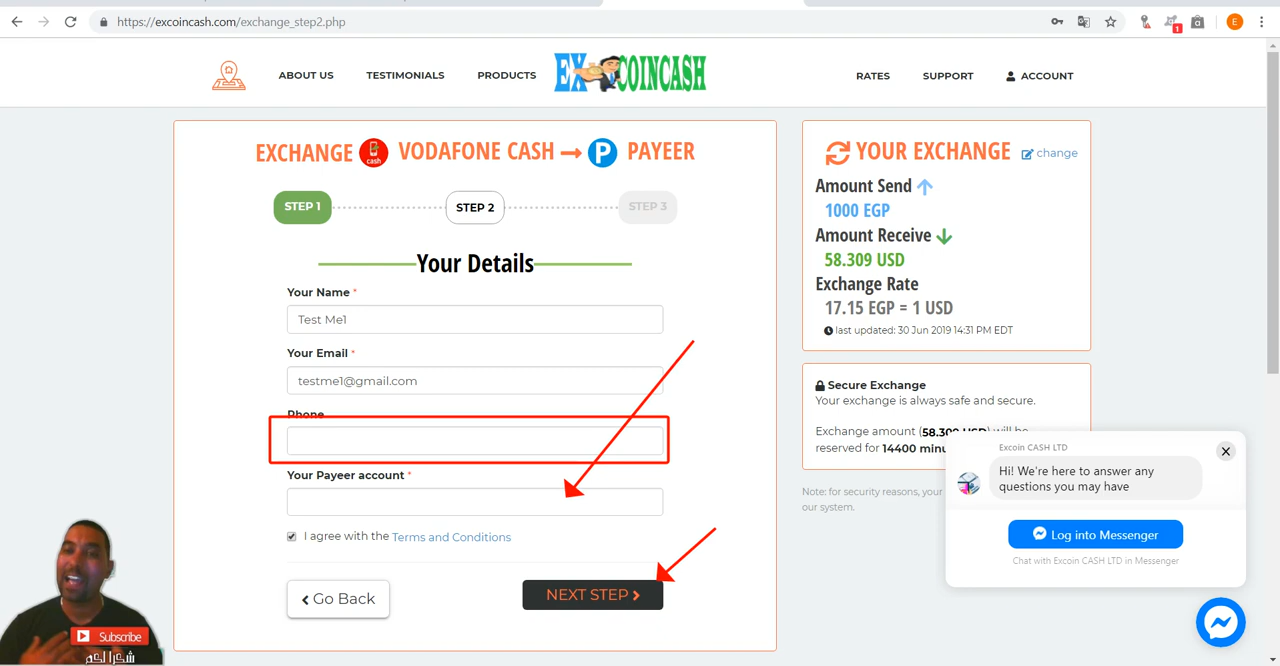 https://excoincash.com/exchange_step2.php
E
1
ABOUT US
TESTIMONIALS
PRODUCTS
EXCOINCASH
RATES
SUPPORT
ACCOUNT
EXCHANGE cash VODAFONE CASH → P PAYEER
STEP 1
STEP 2
STEP 3
Your Details
Your Name *
Test Me1
Your Email *
testme1@gmail.com
Phone
Your Payeer account *
I agree with the Terms and Conditions
Go Back
NEXT STEP
YOUR EXCHANGE
change
Amount Send
1000 EGP
Amount Receive
58.309 USD
Exchange Rate
17.15 EGP = 1 USD
last updated: 30 Jun 2019 14:31 PM EDT
Secure Exchange
Your exchange is always safe and secure.
Exchange amount (58.309 USD) will be
reserved for 14400
Note: for security reasons, your
our system.
Excoin CASH LTD
Hi! We're here to answer any
questions you may have
Log into Messenger
Chat with Excoin CASH LTD in Messenger
Subscribe
شكرا لكم